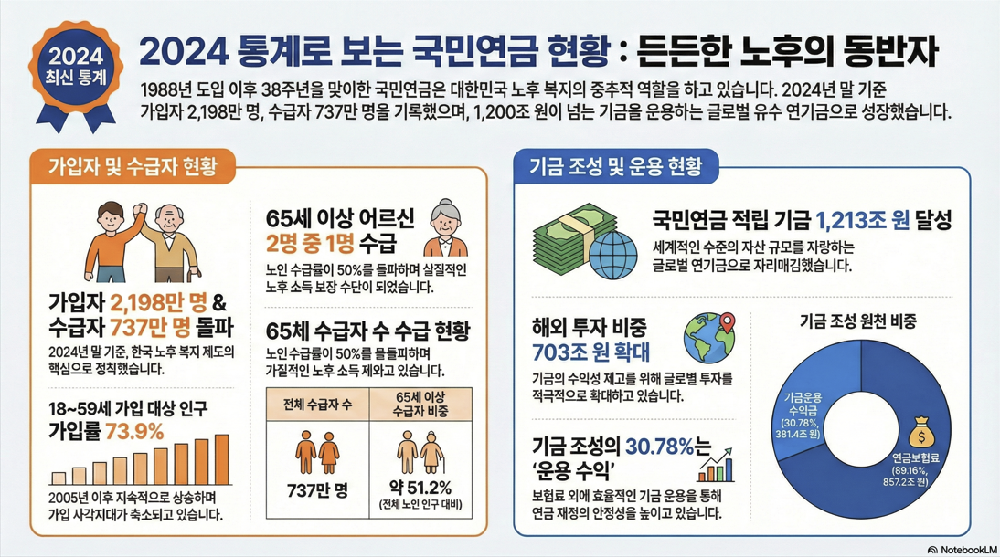 2024
최신 통계
2024 통계로 보는 국민연금 현황 : 든든한 노후의 동반자
1988년 도입 이후 38주년을 맞이한 국민연금은 대한민국 노후 복지의 중추적 역할을 하고 있습니다. 2024년 말 기준
가입자 2,198만 명, 수급자 737만 명을 기록했으며, 1,200조 원이 넘는 기금을 운용하는 글로벌 유수 연기금으로 성장했습니다.
가입자 및 수급자 현황
가입자 2,198만 명 &
수급자 737만 명 돌파
2024년 말 기준, 한국 노후 복지 제도의
핵심으로 정착했습니다.
18~59세 가입 대상 인구
가입률 73.9%
2005년 이후 지속적으로 상승하며
가입 사각지대가 축소되고 있습니다.
65세 이상 어르신
2명 중 1명 수급
노인 수급률이 50%를 돌파하며 실질적인
노후 소득 보장 수단이 되었습니다.
65체 수급자 수 수급 현황
노인수급률이 50%를 믈돌피하며
가질적인 노후 소득 제와고 있습니다.
전체 수급자 수
65세 이상
수급자 비중
737만 명
약 51.2%
(전체 노인 인구 대비)
기금 조성 및 운용 현황
국민연금 적립 기금 1,213조 원 달성
세계적인 수준의 자산 규모를 자랑하는
글로벌 연기금으로 자리매김했습니다.
해외 투자 비중
703조 원 확대
기금의 수익성 제고를 위해 글로별 투자를
적극적으로 확대하고 있습니다.
기금 조성의 30.78%는
‘운용 수익’
보험료 외에 효율적인 기금 운용을 통해
연금 재정의 안정성을 높이고 있습니다.
기금 조성 원천 비중
기금운용
수익금
(30.78%,
381.4조 원)
$
연금보험료
(89.16%,
857.2조 원)
NotebookLM